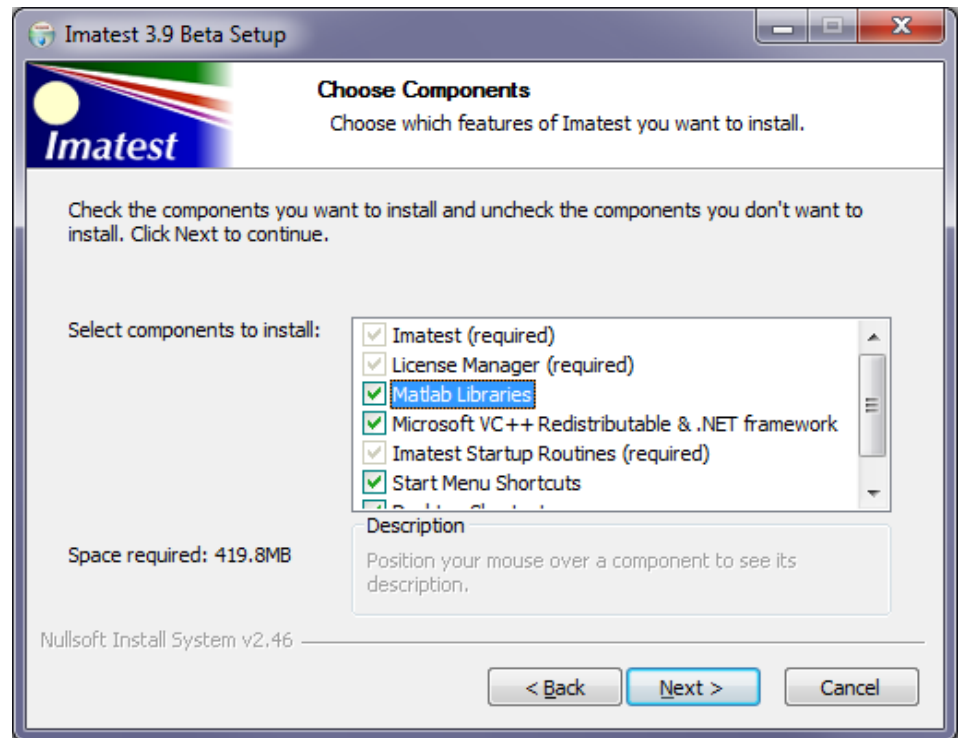 Imatest 3.9 Beta Setup
Imatest
Choose Components
Choose which features of Imatest you want to install.
Check the components you want to install and uncheck the components you don't want to
install. Click Next to continue.
Select components to install:
Imatest (required)
License Manager (required)
Matlab Libraries
Microsoft VC++ Redistributable & .NET framework
Imatest Startup Routines (required)
Start Menu Shortcuts
Description
Space required: 419.8MB
Position your mouse over a component to see its
description.
Nullsoft Install System v2.46
< Back
Next >
Cancel